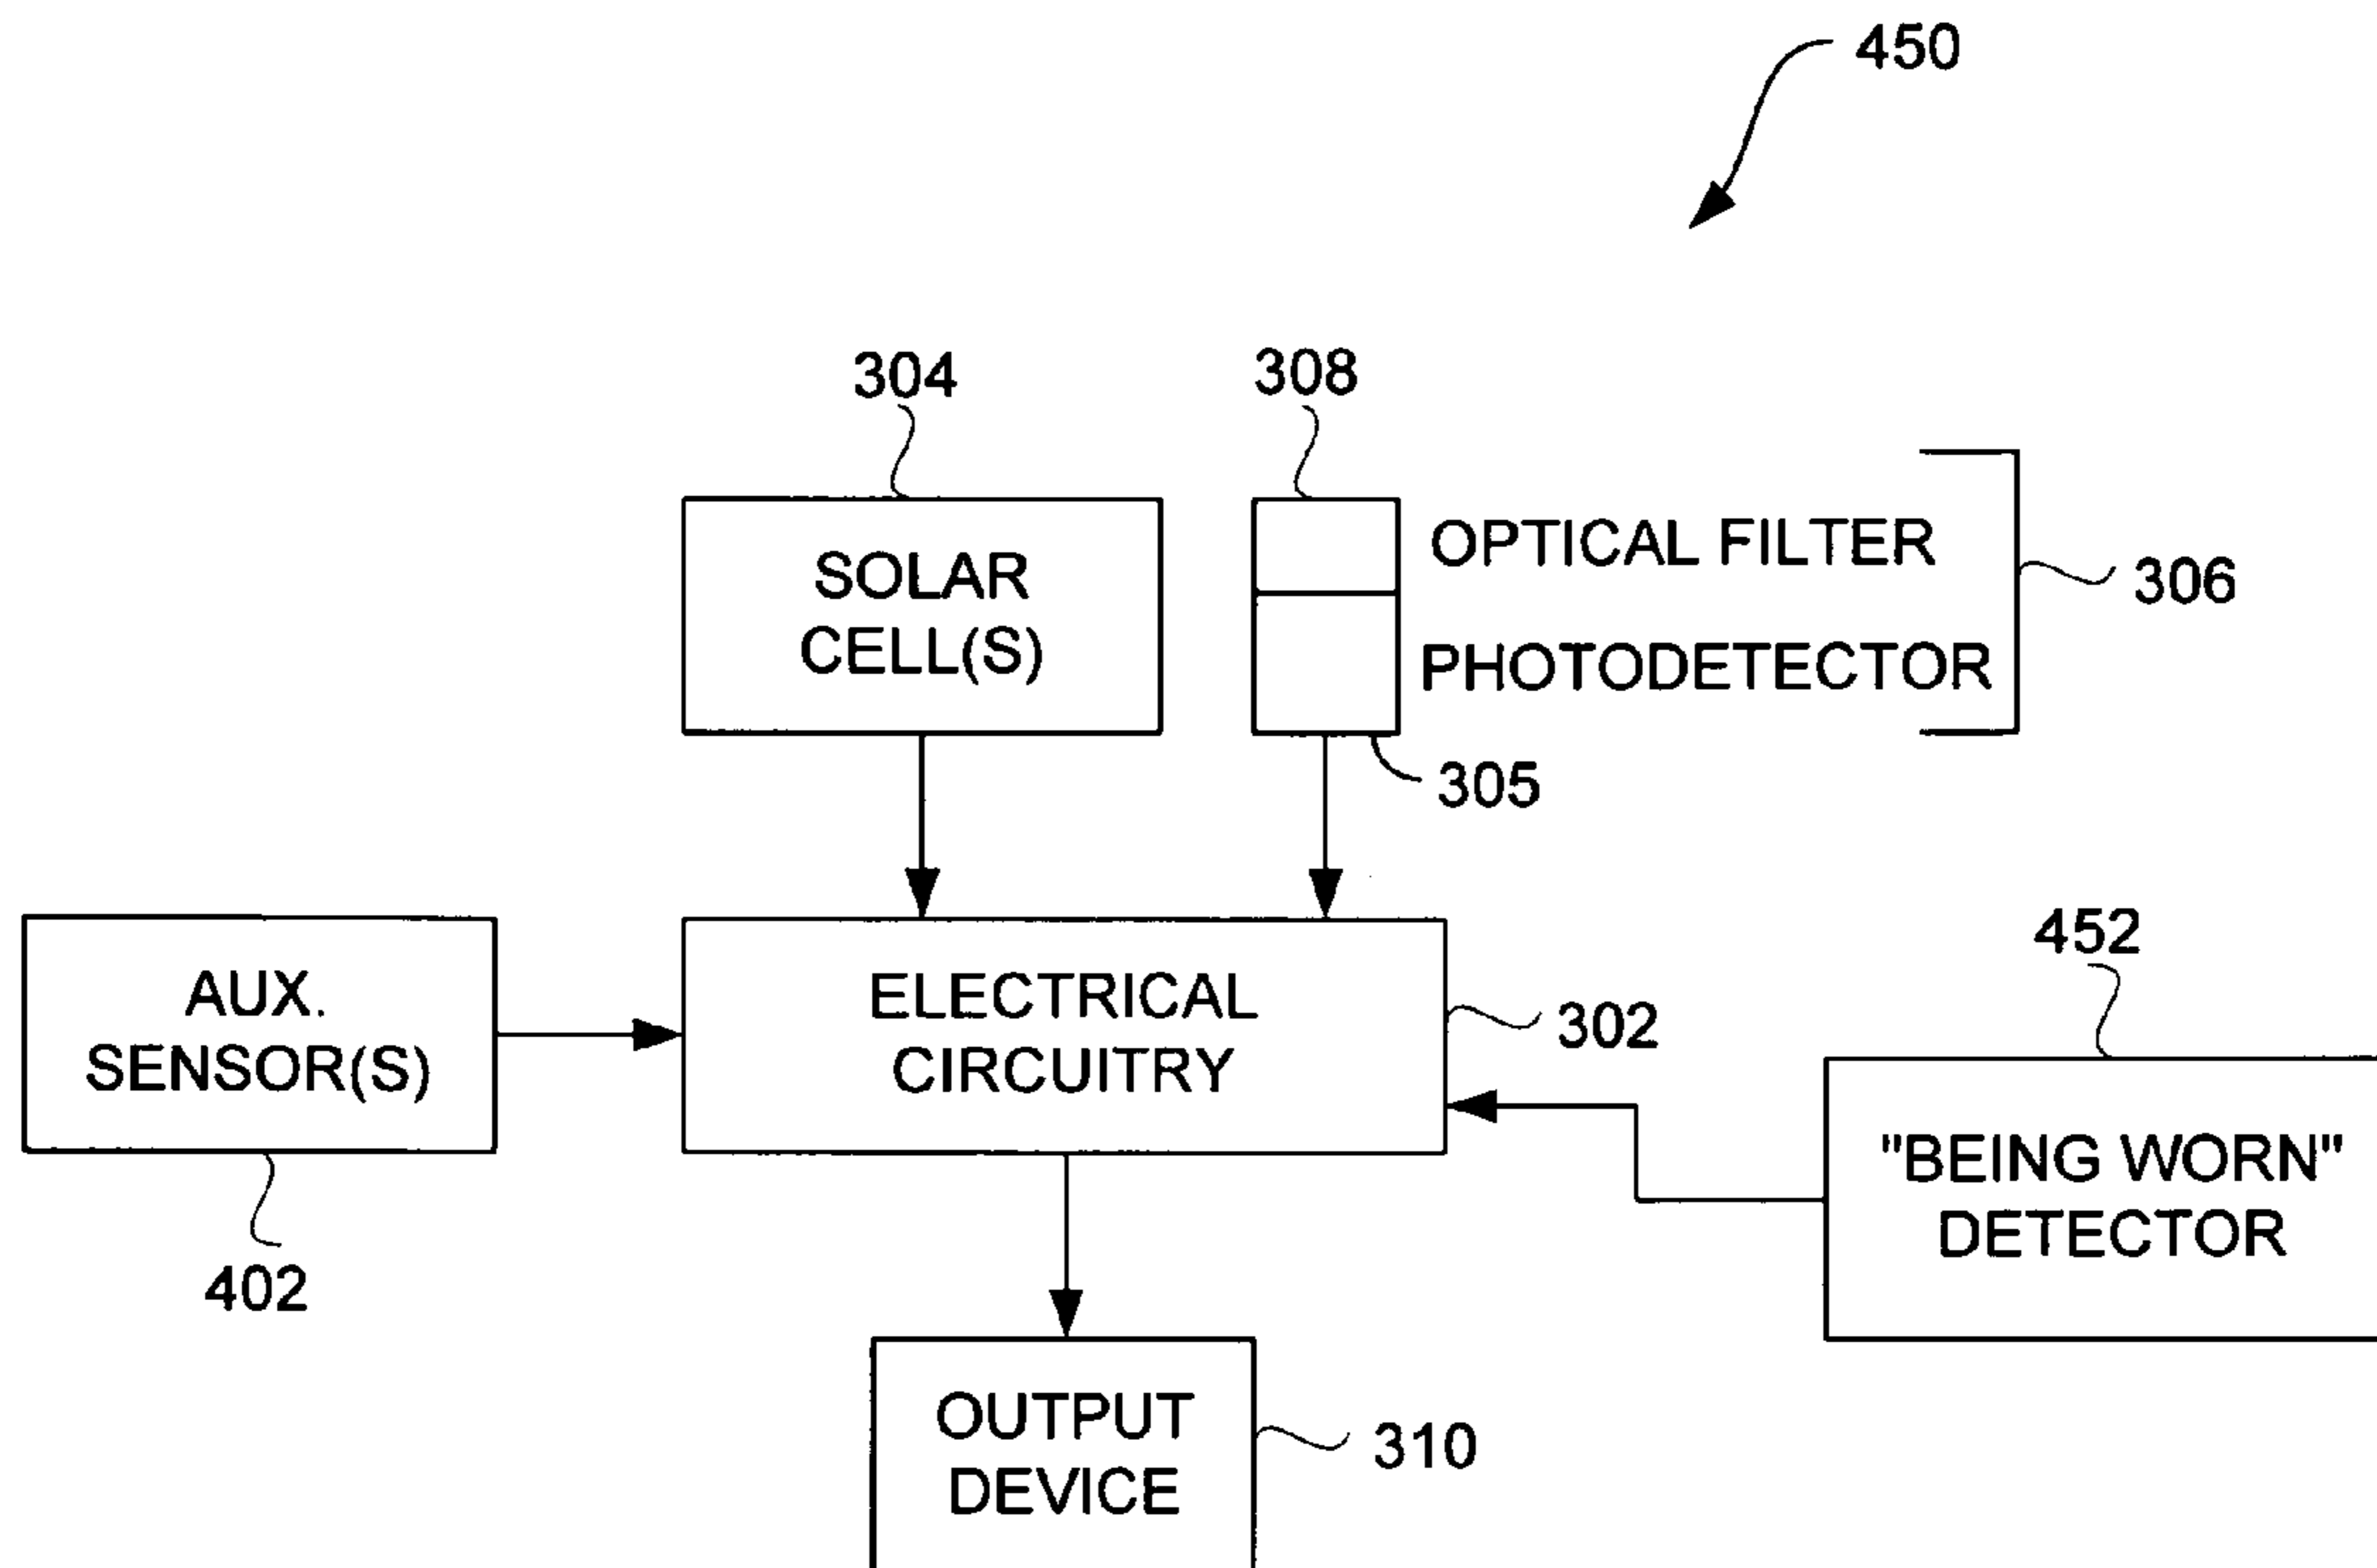 450
304
308
SOLAR
CELL(S)
OPTICAL FILTER
306
PHOTODETECTOR
305
AUX.
SENSOR(S)
ELECTRICAL
CIRCUITRY
302
452
"BEING WORN"
DETECTOR
402
OUTPUT
DEVICE
310